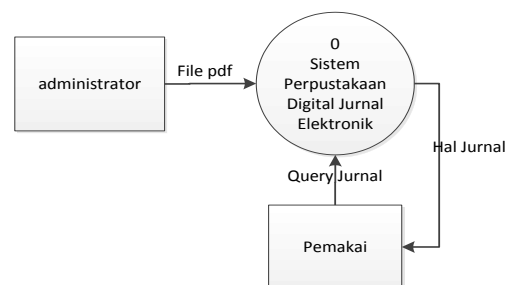 administrator
File pdf
0
Sistem
Perpustakaan
Digital Jurnal
Elektronik
Hal Jurnal
Query Jurnal
Pemakai